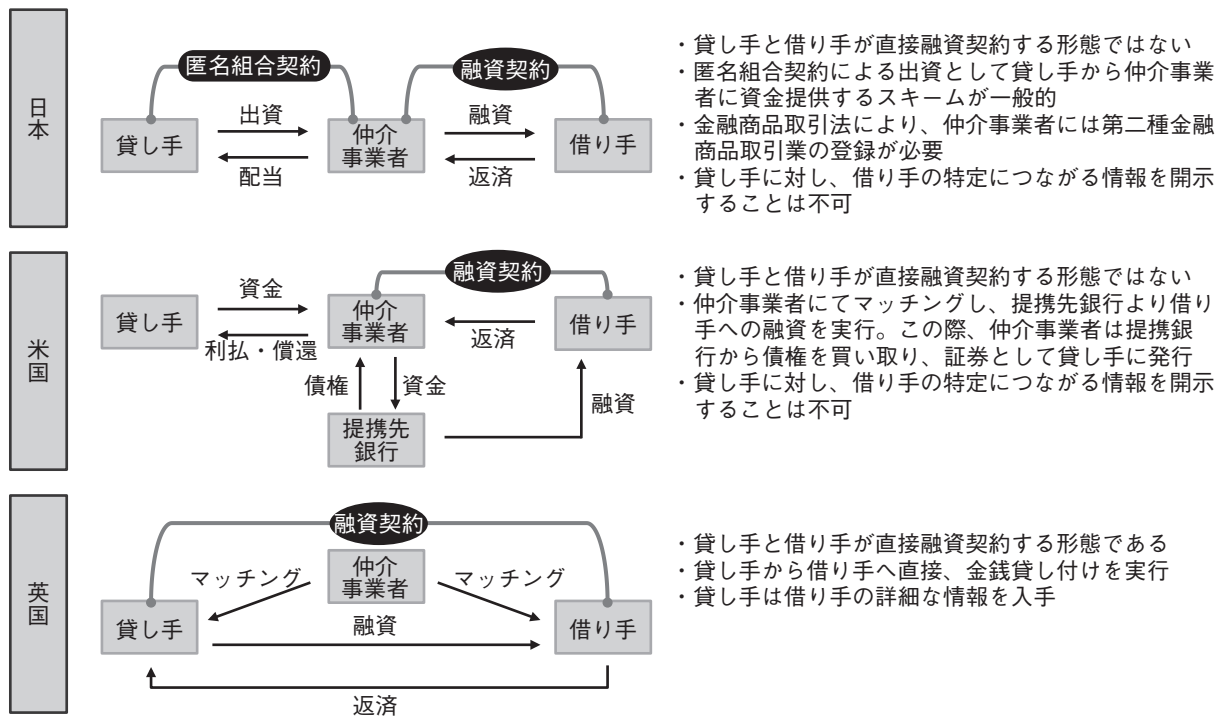 日本
匿名組合契約
融資契約
貸し手
出資
配当
仲介
事業者
融資
返済
借り手
・貸し手と借り手が直接融資契約する形態ではない
・匿名組合契約による出資として貸し手から仲介事業
者に資金提供するスキームが一般的
・金融商品取引法により、仲介事業者には第二種金融
商品取引業の登録が必要
・貸し手に対し、借り手の特定につながる情報を開示
することは不可
米国
融資契約
貸し手
資金
利払・償還
仲介
事業者
返済
借り手
債権
資金
融資
提携先
銀行
・貸し手と借り手が直接融資契約する形態ではない
・仲介事業者にてマッチングし、提携先銀行より借り
手への融資を実行。この際、仲介事業者は提携銀
行から債権を買い取り、証券として貸し手に発行
・貸し手に対し、借り手の特定につながる情報を開示
することは不可
英国
融資契約
仲介
事業者
マッチング
マッチング
貸し手
融資
借り手
返済
・貸し手と借り手が直接融資契約する形態である
・貸し手から借り手へ直接、金銭貸し付けを実行
・貸し手は借り手の詳細な情報を入手